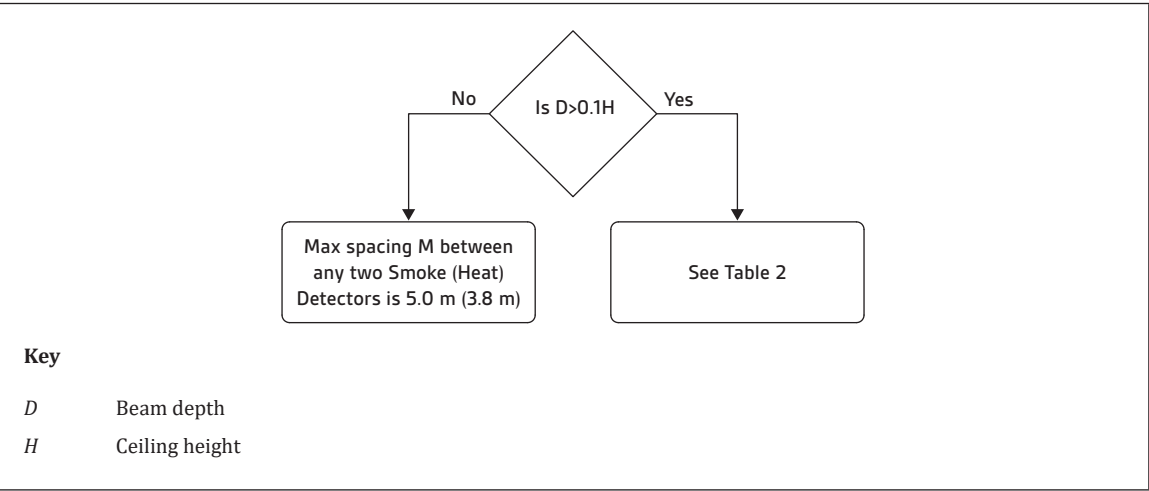 Is D>0.1H
No
Yes
Max spacing M between
any two Smoke (Heat)
Detectors is 5.0 m (3.8 m)
See Table 2
Key
D Beam depth
H Ceiling height